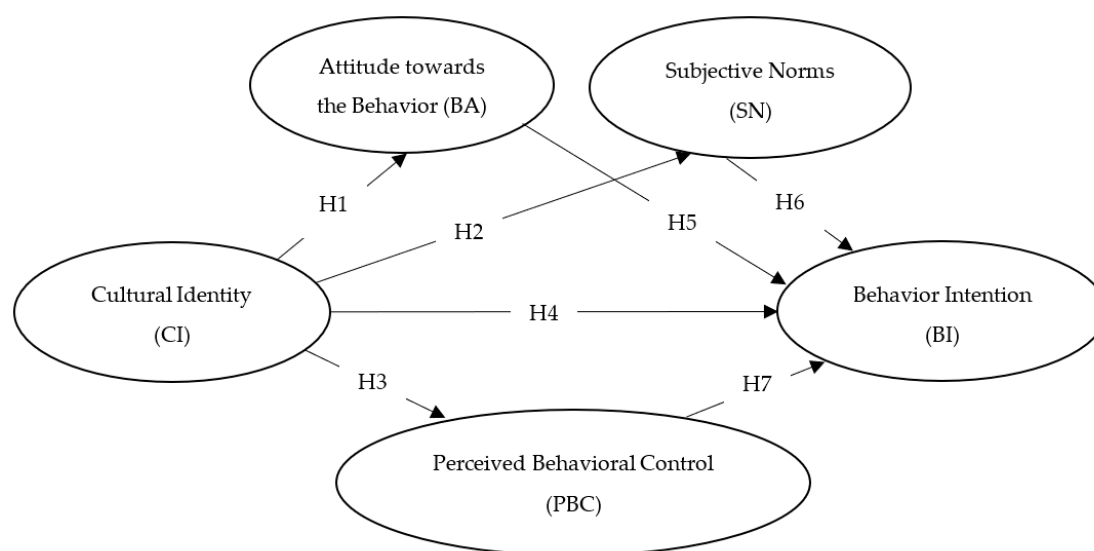 Attitude towards
the Behavior (BA)
Subjective Norms
(SN)
H1
H2
H5
H6
Cultural Identity
(CI)
H4
Behavior Intention
(BI)
H3
H7
Perceived Behavioral Control
(PBC)